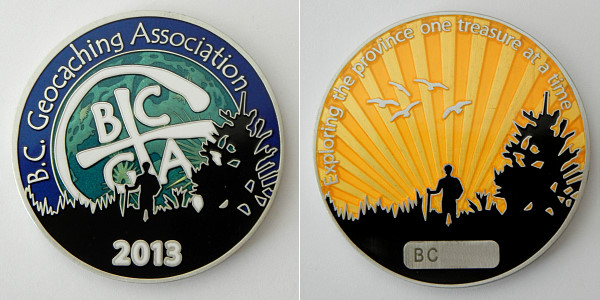 B.C. Geocaching Association
BC
GA
2013
Exploring the province one treasure at a time
BC